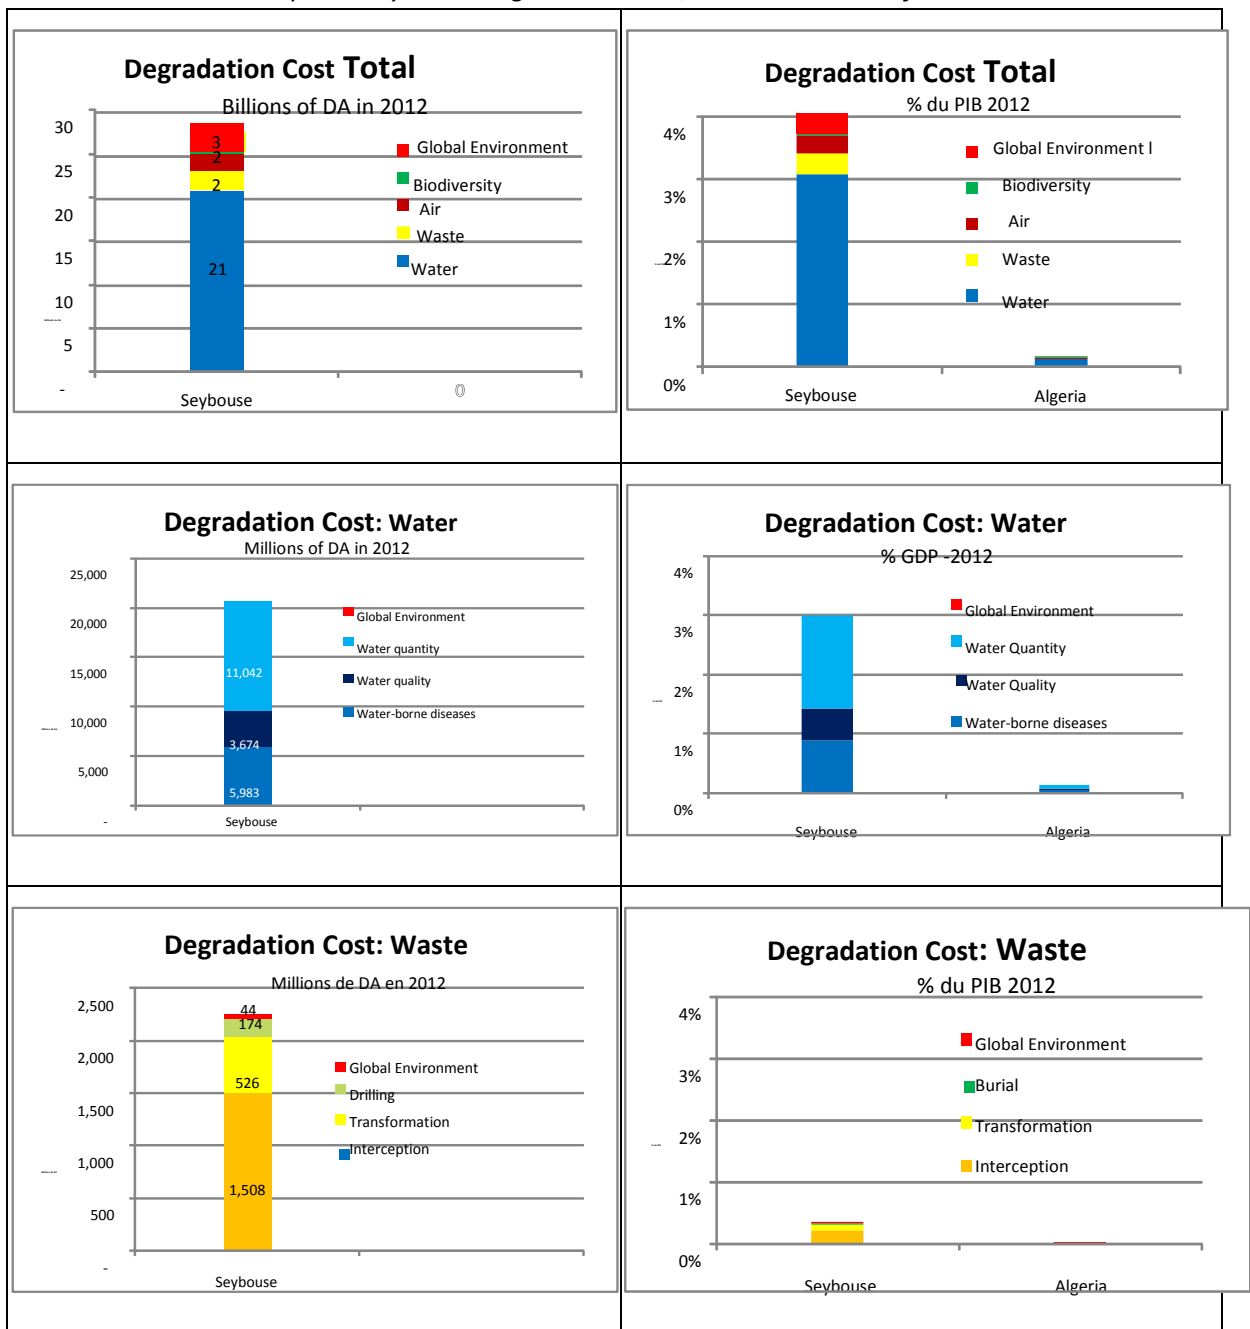 Degradation Cost Total
Billions of DA in 2012
30
25
20
15
10
5
-
3
2
2
21
Global Environment
Biodiversity
Air
Waste
Water
Seybouse
0
Degradation Cost Total
% du PIB 2012
4%
3%
2%
1%
0%
Global Environment l
Biodiversity
Air
Waste
Water
Seybouse
Algeria
Degradation Cost: Water
Millions of DA in 2012
25,000
20,000
15,000
10,000
5,000
-
11,042
3,674
5,983
Global Environment
Water quantity
Water quality
Water-borne diseases
Seybouse
Degradation Cost: Water
% GDP -2012
4%
3%
2%
1%
0%
Global Environment
Water Quantity
Water Quality
Water-borne diseases
Seybouse
Algeria
Degradation Cost: Waste
Millions de DA en 2012
2,500
2,000
1,500
1,000
500
-
44
174
526
1,508
Global Environment
Drilling
Transformation
Interception
Seybouse
Degradation Cost: Waste
% du PIB 2012
4%
3%
2%
1%
0%
Global Environment
Burial
Transformation
Interception
Seybouse
Algeria